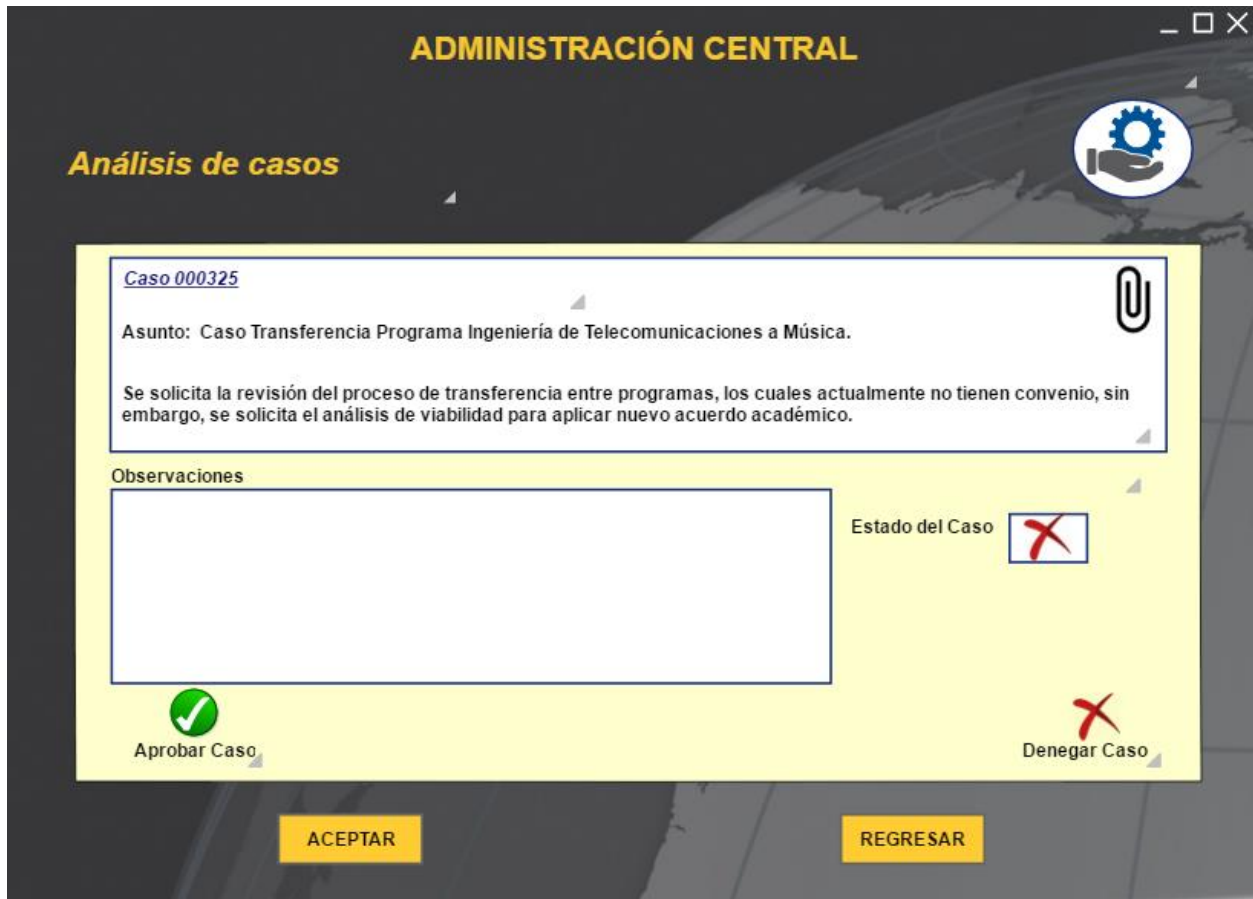 ADMINISTRACIÓN CENTRAL
Análisis de casos
Caso 000325
Asunto: Caso Transferencia Programa Ingeniería de Telecomunicaciones a Música.
Se solicita la revisión del proceso de transferencia entre programas, los cuales actualmente no tienen convenio, sin
embargo, se solicita el análisis de viabilidad para aplicar nuevo acuerdo académico.
Observaciones
Estado del Caso
Aprobar Caso
Denegar Caso
ACEPTAR
REGRESAR